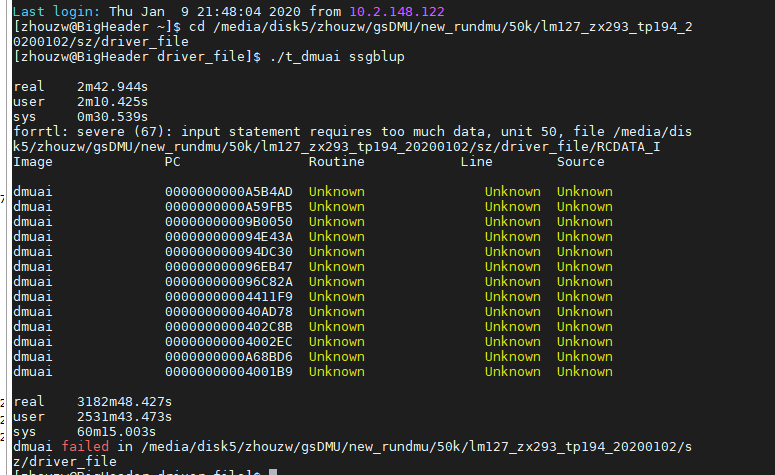 Last login: Thu Jan  9 21:48:04 2020 from 10.2.148.122
[zhouzw@BigHeader ~]$ cd /media/disk5/zhouzw/gsDMU/new_rundmu/50k/lm127_zx293_tp194_2
0200102/sz/driver_file
[zhouzw@BigHeader driver_file]$ ./t_dmuai ssgblup
real    2m42.944s
user    2m10.425s
sys     0m30.539s
forrtl: severe (67): input statement requires too much data, unit 50, file /media/dis
k5/zhouzw/gsDMU/new_rundmu/50k/lm127_zx293_tp194_20200102/sz/driver_file/RCDATA_I
Image              PC                Routine            Line        Source
dmuai              0000000000A5B4AD  Unknown               Unknown  Unknown
dmuai              0000000000A59FB5  Unknown               Unknown  Unknown
dmuai              00000000009B0050  Unknown               Unknown  Unknown
dmuai              000000000094E43A  Unknown               Unknown  Unknown
dmuai              000000000094DC30  Unknown               Unknown  Unknown
dmuai              000000000096EB47  Unknown               Unknown  Unknown
dmuai              000000000096C82A  Unknown               Unknown  Unknown
dmuai              00000000004411F9  Unknown               Unknown  Unknown
dmuai              000000000040AD78  Unknown               Unknown  Unknown
dmuai              0000000000402C8B  Unknown               Unknown  Unknown
dmuai              00000000004002EC  Unknown               Unknown  Unknown
dmuai              0000000000A68BD6  Unknown               Unknown  Unknown
dmuai              00000000004001B9  Unknown               Unknown  Unknown
real    3182m48.427s
user    2531m43.473s
sys     60m15.003s
dmuai failed in /media/disk5/zhouzw/gsDMU/new_rundmu/50k/lm127_zx293_tp194_20200102/s
z/driver_file
[zhouzw@BigHeader driver_file]$